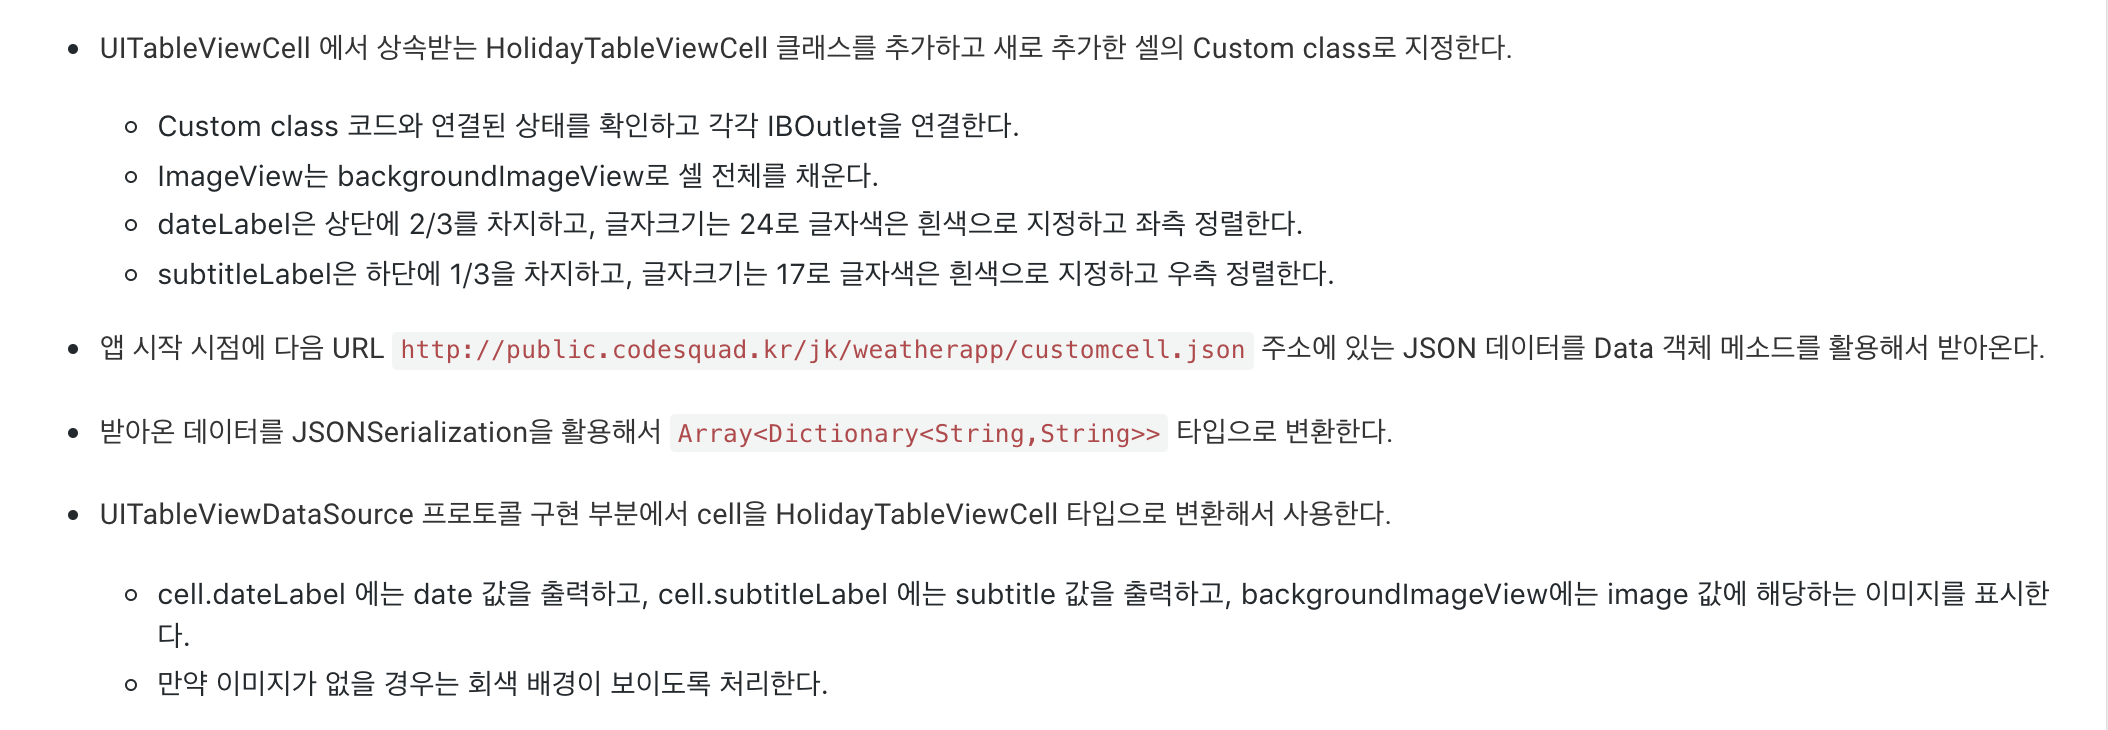 UITableViewCell 에서 상속받는 HolidayTableViewCell 클래스를 추가하고 새로 추가한 셀의 Custom class로 지정한다.
Custom class 코드와 연결된 상태를 확인하고 각각 IBOutlet을 연결한다.
ImageView는 backgroundImageView로 셀 전체를 채운다.
dateLabel은 상단에 2/3를 차지하고, 글자크기는 24로 글자색은 흰색으로 지정하고 좌측 정렬한다.
subtitleLabel은 하단에 1/3을 차지하고, 글자크기는 17로 글자색은 흰색으로 지정하고 우측 정렬한다.
앱 시작 시점에 다음 URL http://public.codesquad.kr/jk/weatherapp/customcell.json 주소에 있는 JSON 데이터를 Data 객체 메소드를 활용해서 받아온다.
받아온 데이터를 JSONSerialization을 활용해서 Array<Dictionary<String,String>> 타입으로 변환한다.
UITableViewDataSource 프로토콜 구현 부분에서 cell을 HolidayTableViewCell 타입으로 변환해서 사용한다.
cell.dateLabel 에는 date 값을 출력하고, cell.subtitleLabel 에는 subtitle 값을 출력하고, backgroundImageView에는 image 값에 해당하는 이미지를 표시한
다.
만약 이미지가 없을 경우는 회색 배경이 보이도록 처리한다.